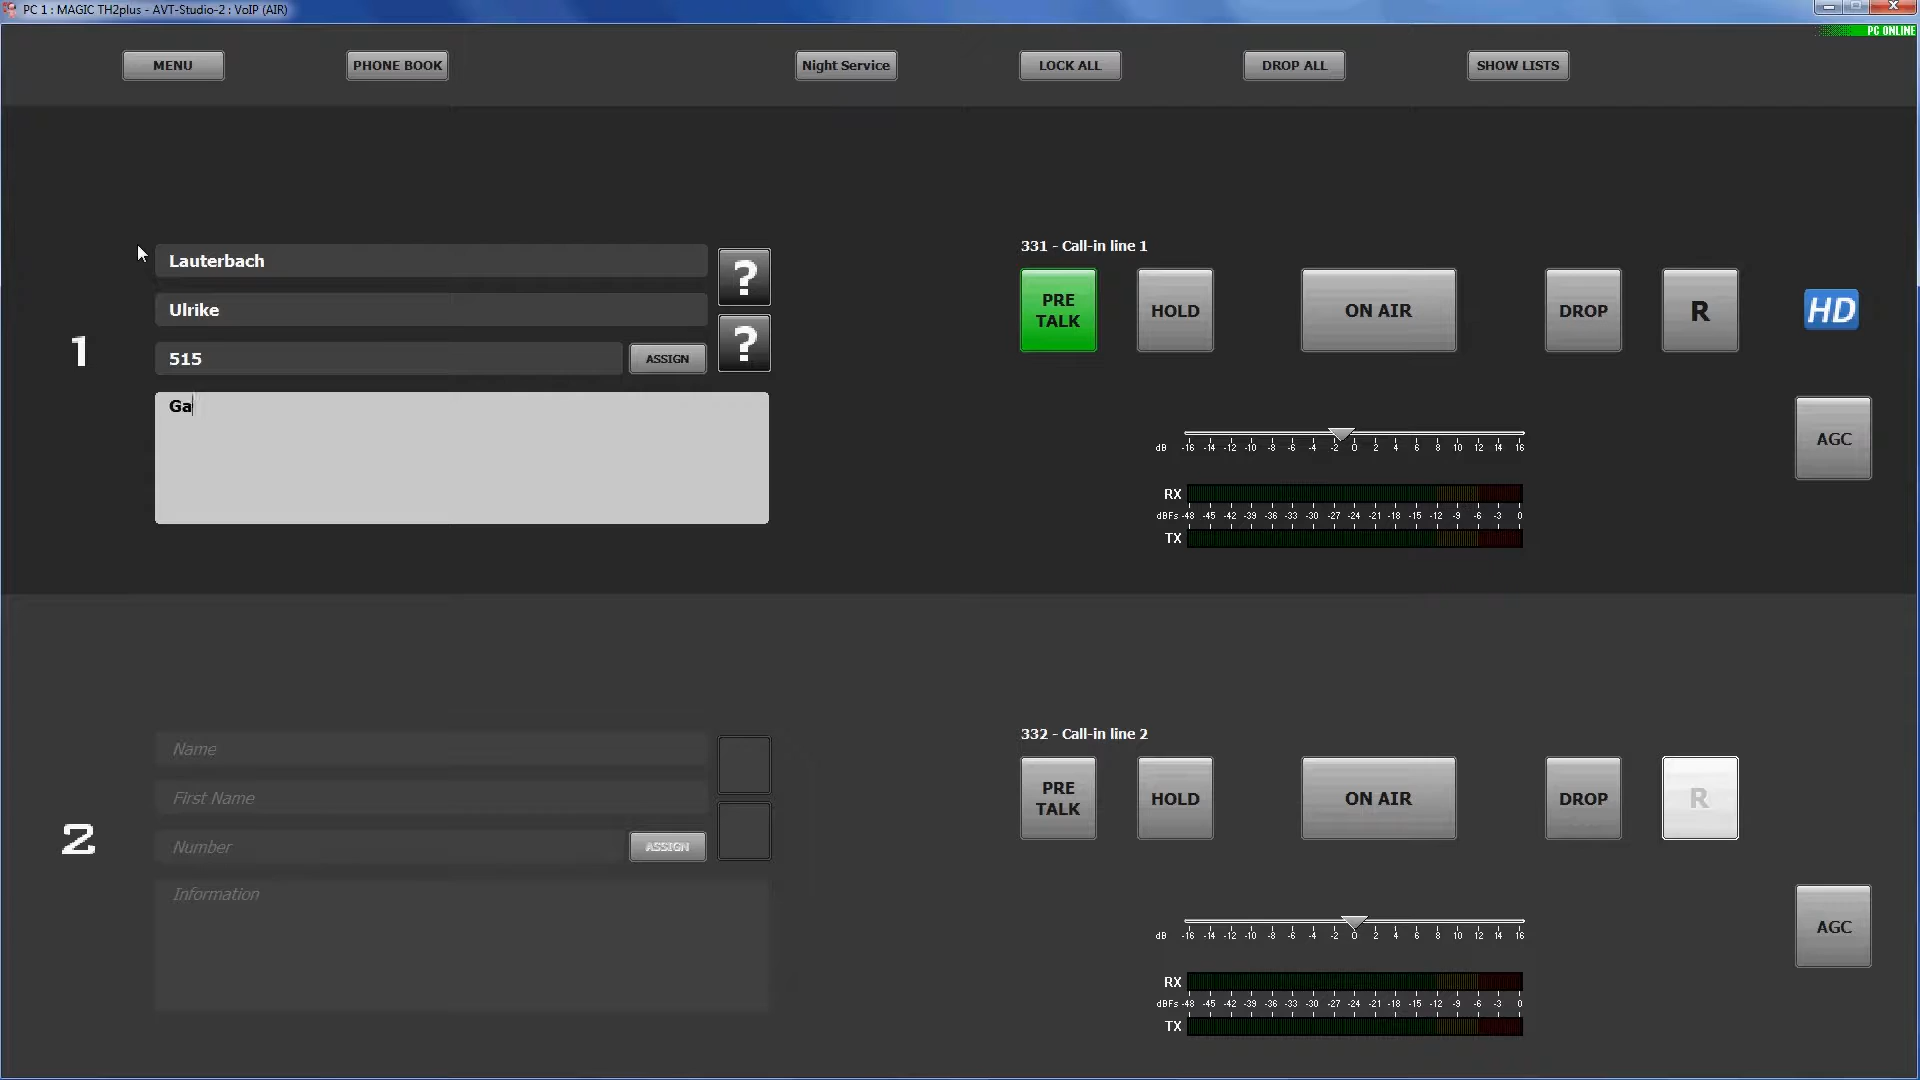 PC 1 : MAGIC TH2plus - AVT-Studio-2 : VoIP (AIR)
PC ONLINE
MENU PHONE BOOK Night Service LOCK ALL DROP ALL SHOW LISTS
1
Lauterbach
?
Ulrike
?
515 ASSIGN
Ga
331 - Call-in line 1
PRE TALK HOLD ON AIR DROP R HD
AGC
dB -16 -14 -12 -10 -8 -6 -4 -2 0 2 4 6 8 10 12 14 16
RX
dBFs -48 -45 -42 -39 -36 -33 -30 -27 -24 -21 -18 -15 -12 -9 -6 -3 0
TX
2
Name
First Name
Number ASSIGN
Information
332 - Call-in line 2
PRE TALK HOLD ON AIR DROP R
AGC
dB -16 -14 -12 -10 -8 -6 -4 -2 0 2 4 6 8 10 12 14 16
RX
dBFs -48 -45 -42 -39 -36 -33 -30 -27 -24 -21 -18 -15 -12 -9 -6 -3 0
TX